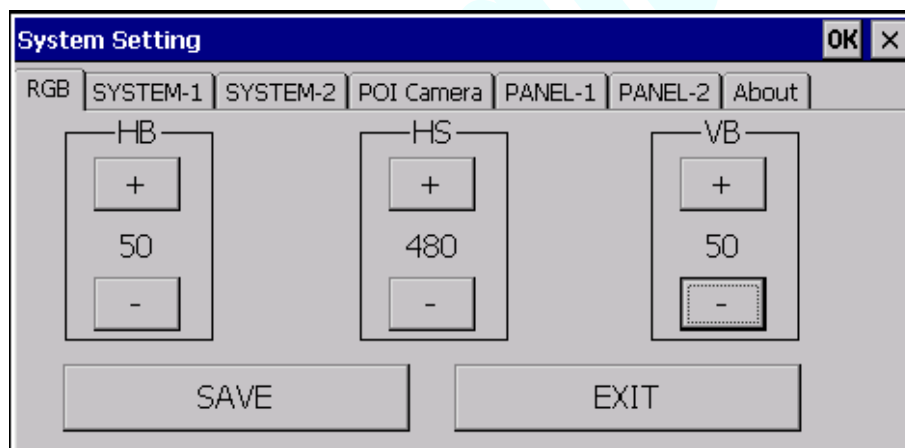 System Setting OK ×
RGB SYSTEM-1 SYSTEM-2 POI Camera PANEL-1 PANEL-2 About
HB HS VB
+ + +
50 480 50
- - -
SAVE EXIT